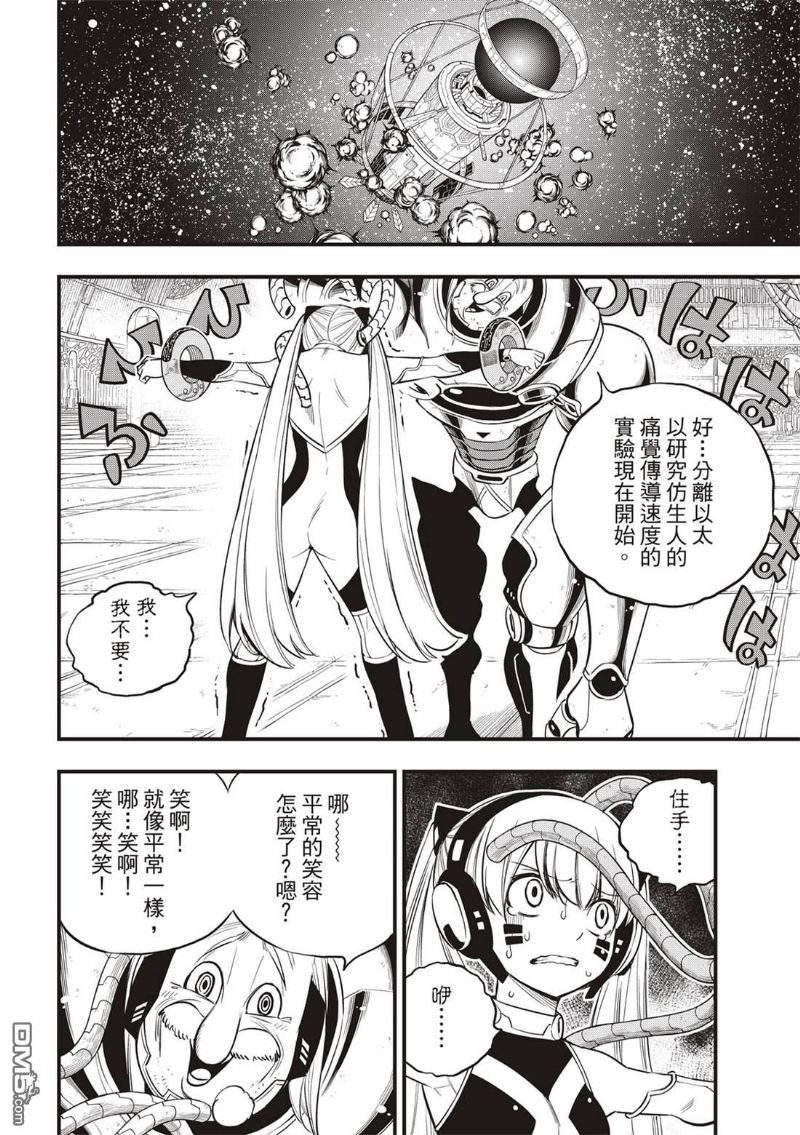 はははは
ひひひふ
好…分離以太
以研究仿生人的
痛覺傳導速度的
實驗現在開始。
我…
我不要…
住手……
咿……
哪~~~~
平常的笑容
怎麼了？嗯？
笑啊！
就像平常一樣，
哪…笑啊！
笑笑笑笑！
DM5.com